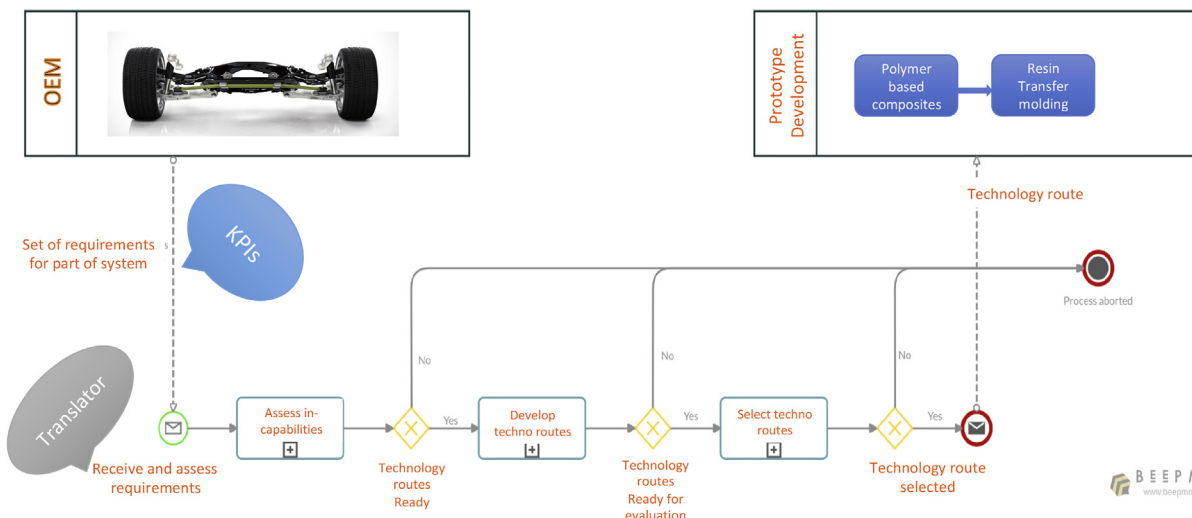 OEM
Prototype
Development
Polymer
based
composites
Resin
Transfer
molding
Technology route
KPIs
Set of requirements
for part of system
s
Process aborted
Translator
No
No
No
Assess in-
capabilities
Develop
techno routes
Select techno
routes
Yes
Yes
Yes
Receive and assess
requirements
Technology
routes
Ready
Technology
routes
Ready for
evaluation
Technology route
selected